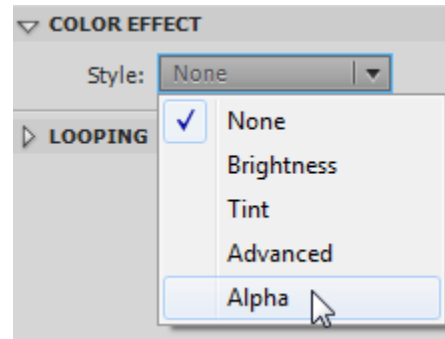 COLOR EFFECT
Style: None
None
LOOPING
Brightness
Tint
Advanced
Alpha